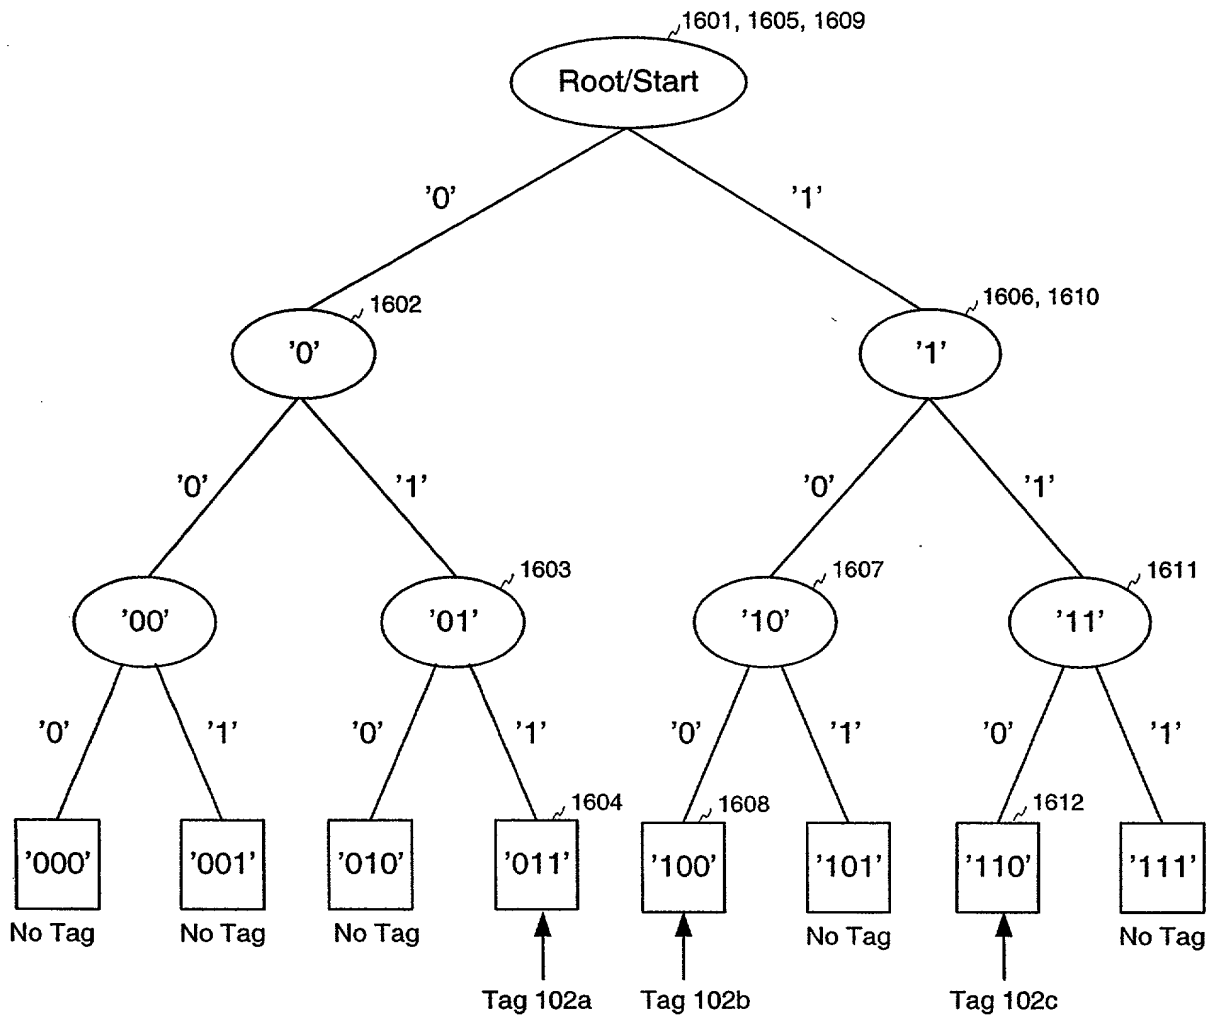 1601, 1605, 1609
Root/Start
'0' '1'
1602 1606, 1610
'0' '1'
'0' '1' '0' '1'
1603 1607 1611
'00' '01' '10' '11'
'0' '1' '0' '1' '0' '1' '0' '1'
1604 1608 1612
'000' '001' '010' '011' '100' '101' '110' '111'
No Tag No Tag No Tag No Tag No Tag
Tag 102a Tag 102b Tag 102c